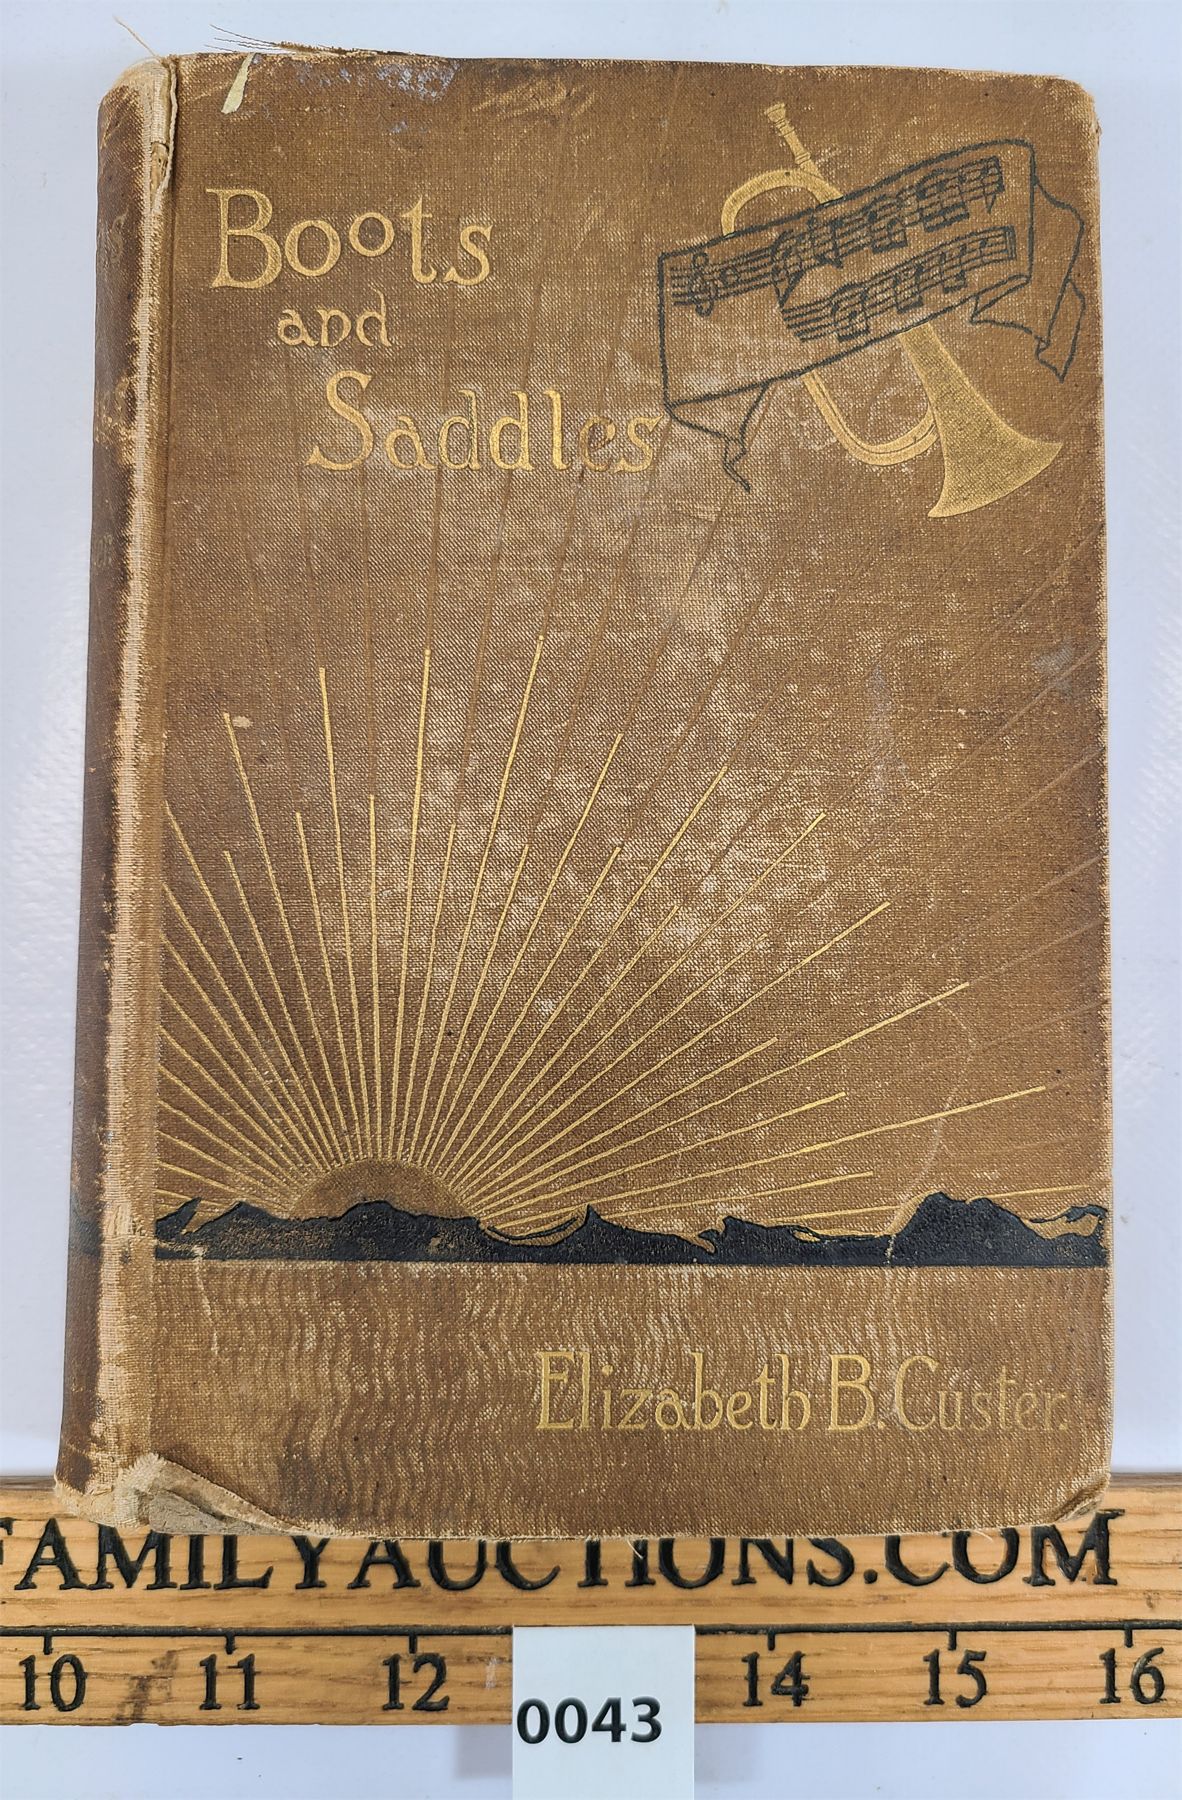 Boots
and
Saddles
Elizabeth B. Custer.
FAMILYAUCTIONS.COM
10 11 12 14 15 16
0043